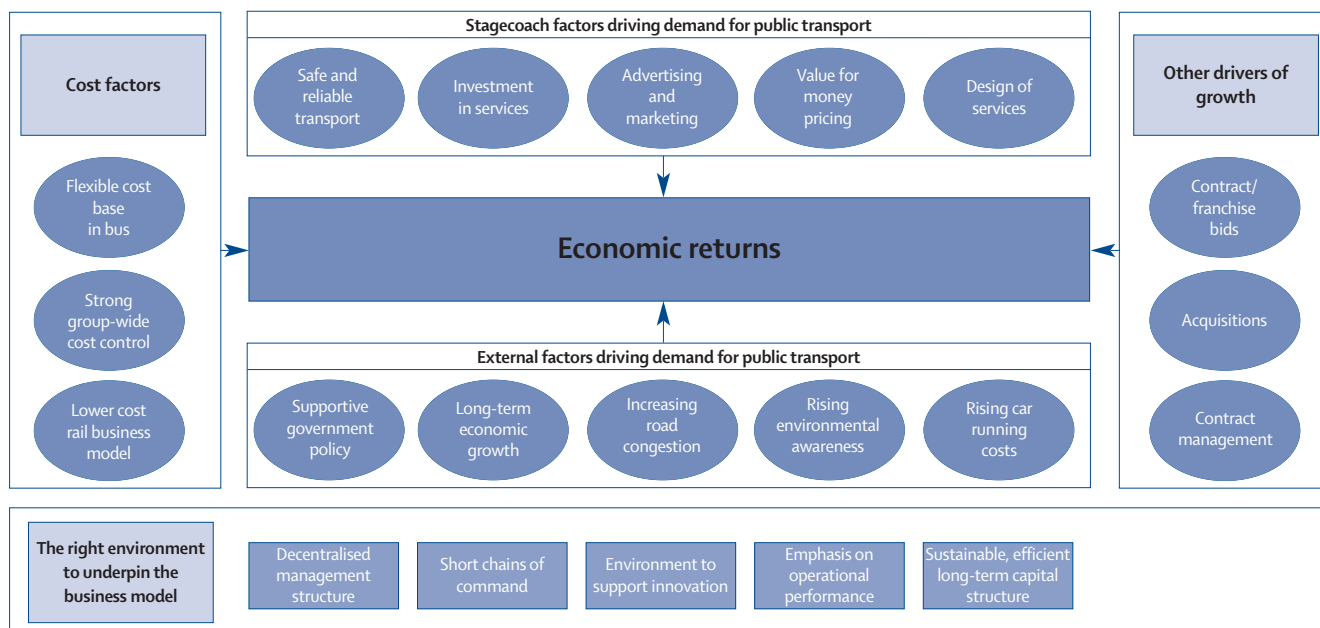 Cost factors
Flexible cost
base
in bus
Strong
group-wide
cost control
Lower cost
rail business
model
Stagecoach factors driving demand for public transport
Safe and
reliable
transport
Investment
in services
Advertising
and
marketing
Value for
money
pricing
Design of
services
Economic returns
External factors driving demand for public transport
Supportive
government
policy
Long-term
economic
growth
Increasing
road
congestion
Rising
environmental
awareness
Rising car
running
costs
Other drivers of
growth
Contract/
franchise
bids
Acquisitions
Contract
management
The right environment
to underpin the
business model
Decentralised
management
structure
Short chains of
command
Environment to
support innovation
Emphasis on
operational
performance
Sustainable, efficient
long-term capital
structure